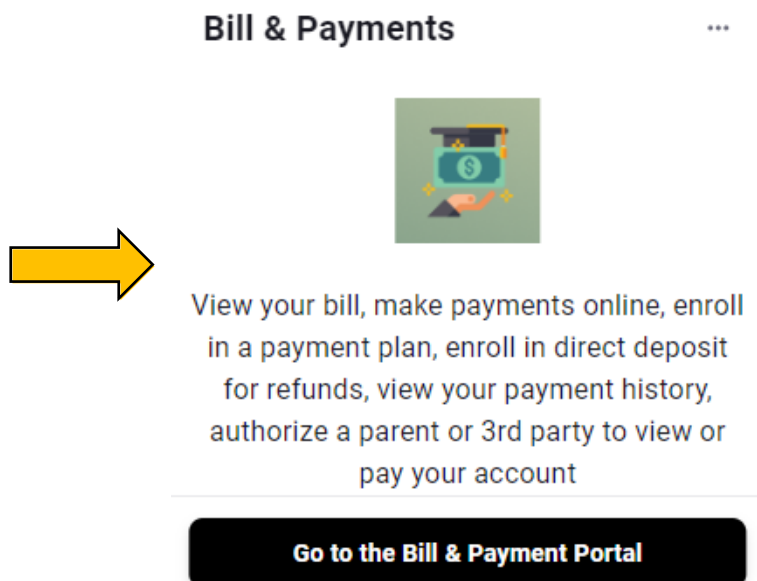 Bill & Payments
$
View your bill, make payments online, enroll
in a payment plan, enroll in direct deposit
for refunds, view your payment history,
authorize a parent or 3rd party to view or
pay your account
Go to the Bill & Payment Portal